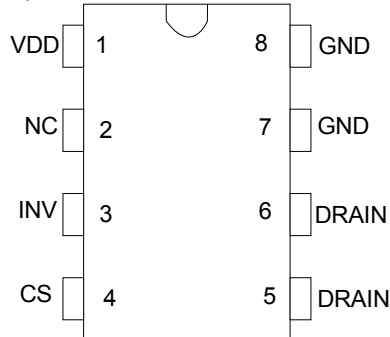 VDD 1 8 GND
NC 2 7 GND
INV 3 6 DRAIN
CS 4 5 DRAIN